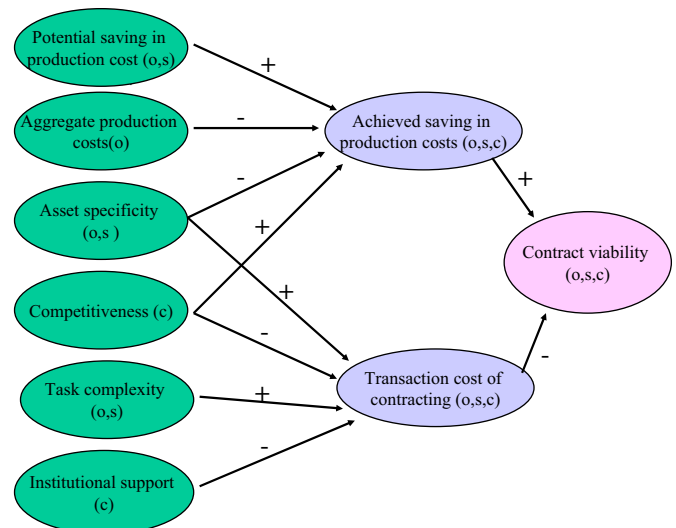 Potential saving in
production cost (o,s)
+
Aggregate production
costs(o)
-
Achieved saving in
production costs (o,s,c)
-
+
Asset specificity
(o,s )
+
Contract viability
(o,s,c)
+
Competitiveness (c)
-
-
Task complexity
(o,s)
+
Transaction cost of
contracting (o,s,c)
-
Institutional support
(c)